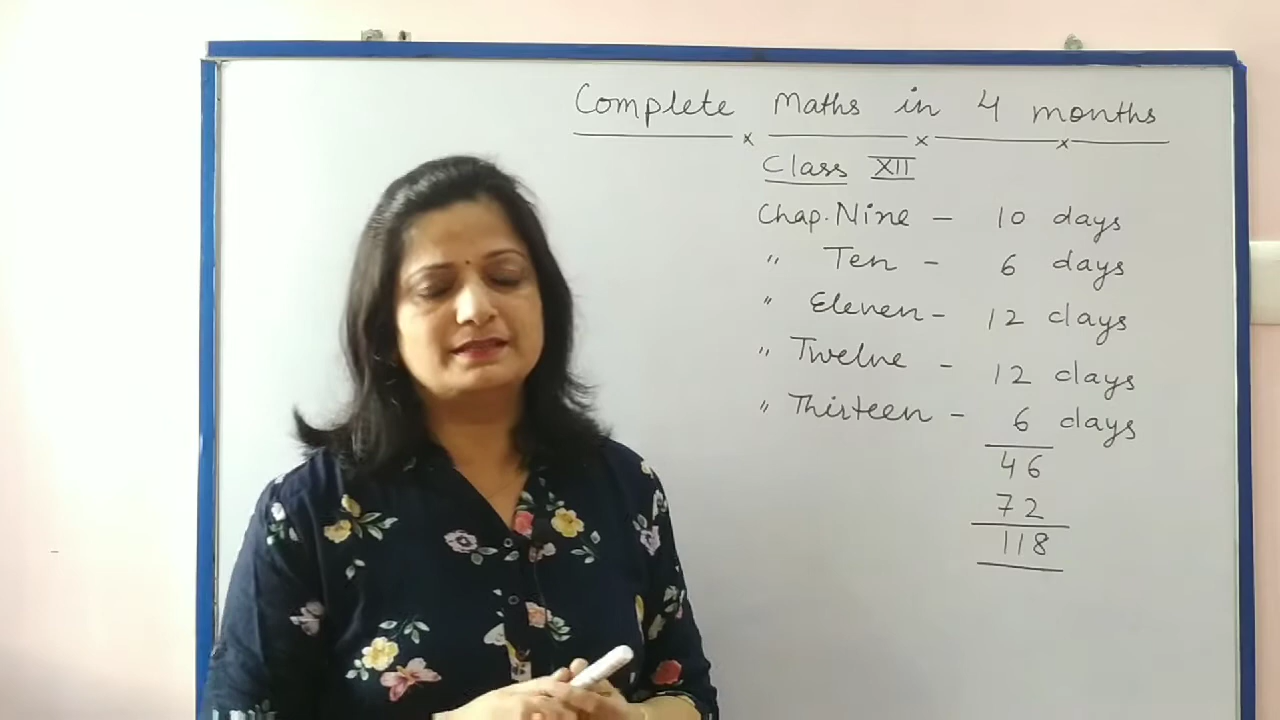 Complete Maths in 4 months
Class XII
Chap. Nine - 10 days
" Ten - 6 days
" Eleven - 12 days
" Twelve - 12 days
" Thirteen - 6 days
46
72
118